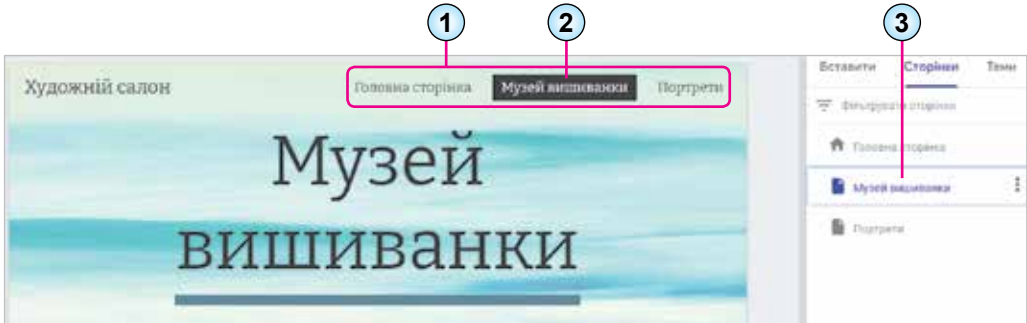 1 2 3
Художній салон Головна сторінка Музей вишиванки Портрети
Музей
вишиванки
Вставити Сторінки Теми
Фільтрувати сторінки
Головна сторінка
Музей вишиванки
Портрети